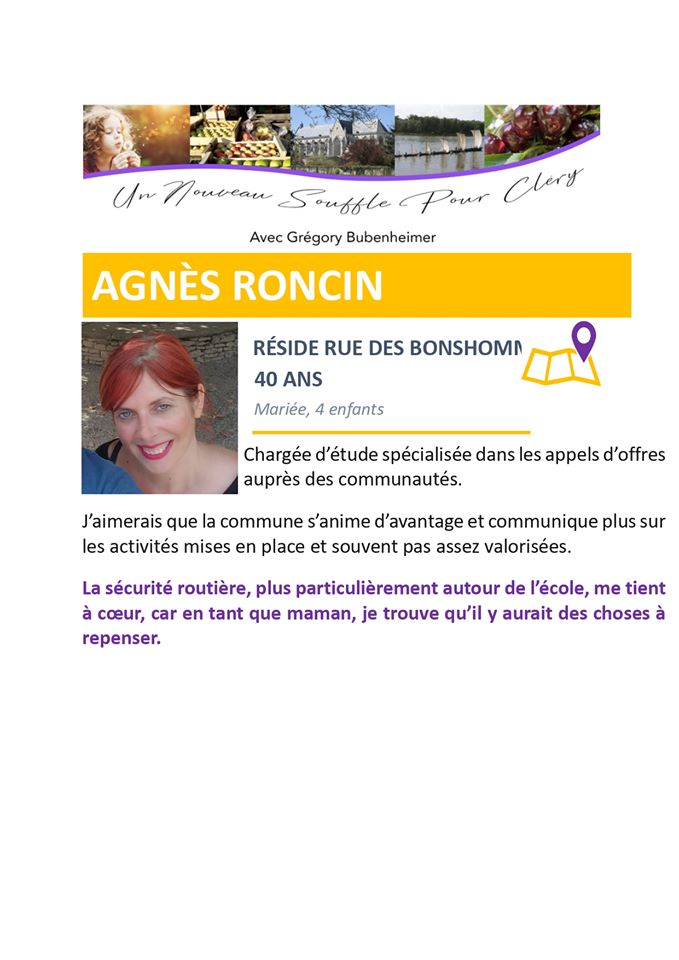 Un Nouveau Souffle Pour Cléry
Avec Grégory Bubenheimer
AGNÈS RONCIN
RÉSIDE RUE DES BONSHOMM
40 ANS
Mariée, 4 enfants
Chargée d’étude spécialisée dans les appels d’offres
auprès des communautés.
J’aimerais que la commune s’anime d’avantage et communique plus sur
les activités mises en place et souvent pas assez valorisées.
La sécurité routière, plus particulièrement autour de l’école, me tient
à cœur, car en tant que maman, je trouve qu’il y aurait des choses à
repenser.